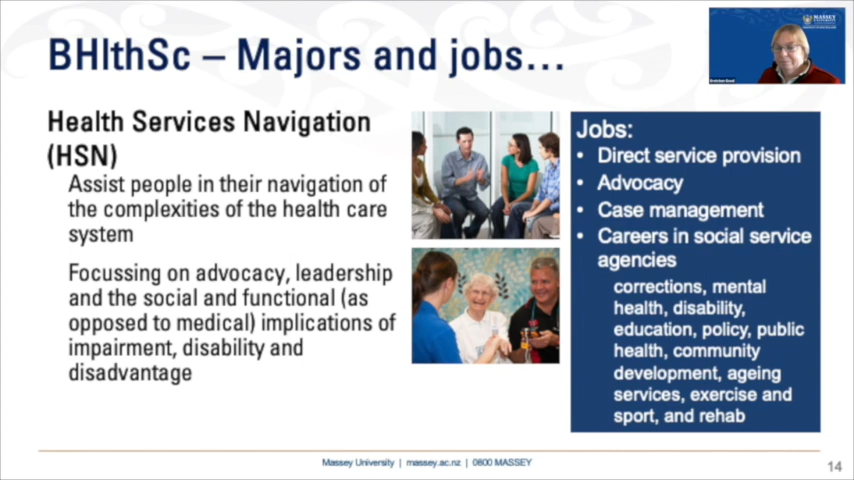 BHlthSc – Majors and jobs...
MASSEY
Health Services Navigation
(HSN)
Assist people in their navigation of
the complexities of the health care
system
Focussing on advocacy, leadership
and the social and functional (as
opposed to medical) implications of
impairment, disability and
disadvantage
Jobs:
• Direct service provision
• Advocacy
• Case management
• Careers in social service
agencies
corrections, mental
health, disability,
education, policy, public
health, community
development, ageing
services, exercise and
sport, and rehab
Massey University | massey.ac.nz | 0800 MASSEY
14